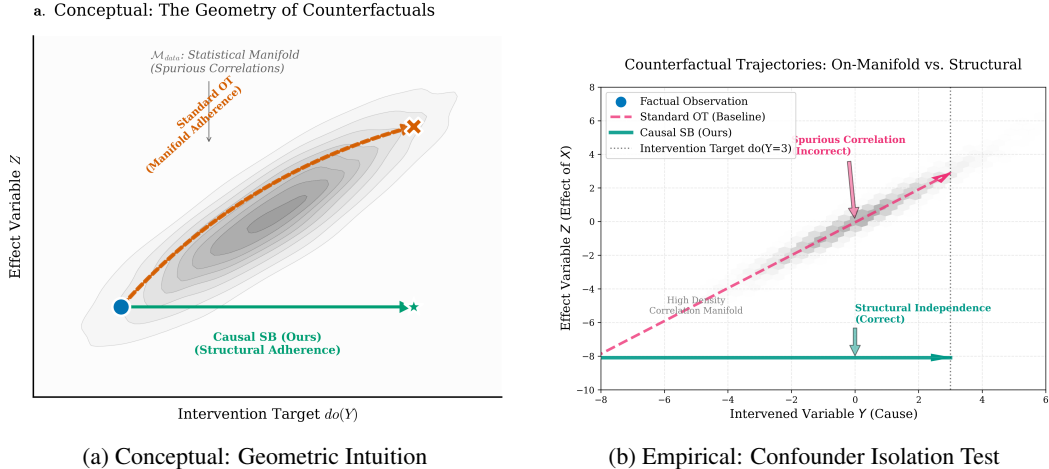 a. Conceptual: The Geometry of Counterfactuals
M_data: Statistical Manifold
(Spurious Correlations)
Standard OT
(Manifold Adherence)
Causal SB (Ours)
(Structural Adherence)
Effect Variable Z
Intervention Target do(Y)
(a) Conceptual: Geometric Intuition
Counterfactual Trajectories: On-Manifold vs. Structural
Factual Observation
Standard OT (Baseline)
Causal SB (Ours)
Intervention Target do(Y=3)
Spurious Correlation
(Incorrect)
High Density
Correlation Manifold
Structural Independence
(Correct)
Effect Variable Z (Effect of X)
8
6
4
2
0
−2
−4
−6
−8
−10
−8 −6 −4 −2 0 2 4 6
Intervened Variable Y (Cause)
(b) Empirical: Confounder Isolation Test